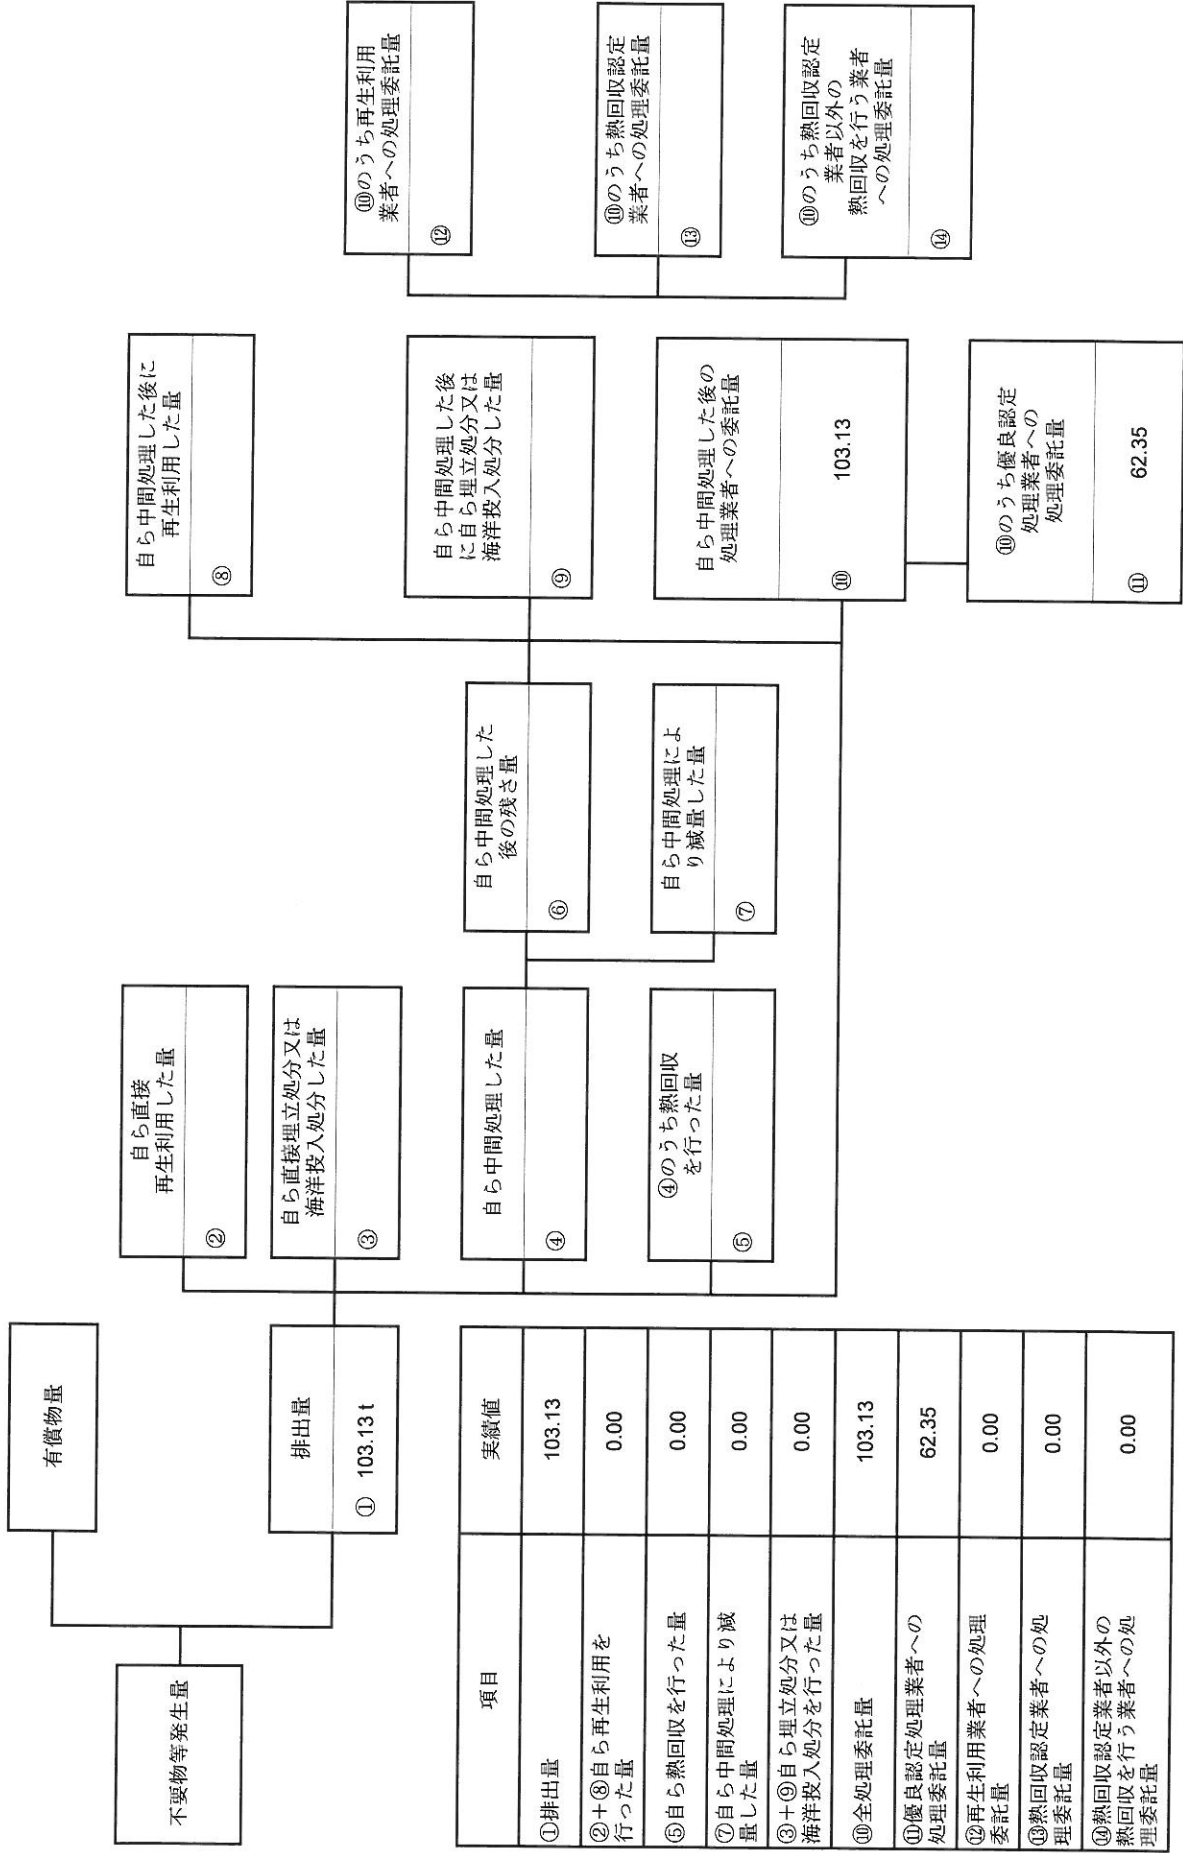 不要物等発生量
有償物量
排出量
① 103.13 t
自ら直接
再生利用した量
②
自ら直接埋立処分又は
海洋投入処分した量
③
自ら中間処理した量
④
④のうち熱回収
を行った量
⑤
自ら中間処理した
後の残さ量
⑥
自ら中間処理によ
り減量した量
⑦
自ら中間処理した後に
再生利用した量
⑧
自ら中間処理した後
に自ら埋立処分又は
海洋投入処分した量
⑨
自ら中間処理した後の
処理業者への委託量
103.13
⑩
⑩のうち優良認定
処理業者への
処理委託量
62.35
⑪
⑩のうち再生利用
業者への処理委託量
⑫
⑩のうち熱回収認定
業者への処理委託量
⑬
⑩のうち熱回収認定
業者以外の
熱回収を行う業者
への処理委託量
⑭
項目 実績値
①排出量 103.13
②+⑧自ら再生利用を
行った量 0.00
⑤自ら熱回収を行った量 0.00
⑦自ら中間処理により減
量した量 0.00
③+⑨自ら埋立処分又は
海洋投入処分を行った量 0.00
⑩全処理委託量 103.13
⑪優良認定処理業者への
処理委託量 62.35
⑫再生利用業者への処理
委託量 0.00
⑬熱回収認定業者への処
理委託量 0.00
⑭熱回収認定業者以外の
熱回収を行う業者への処
理委託量 0.00